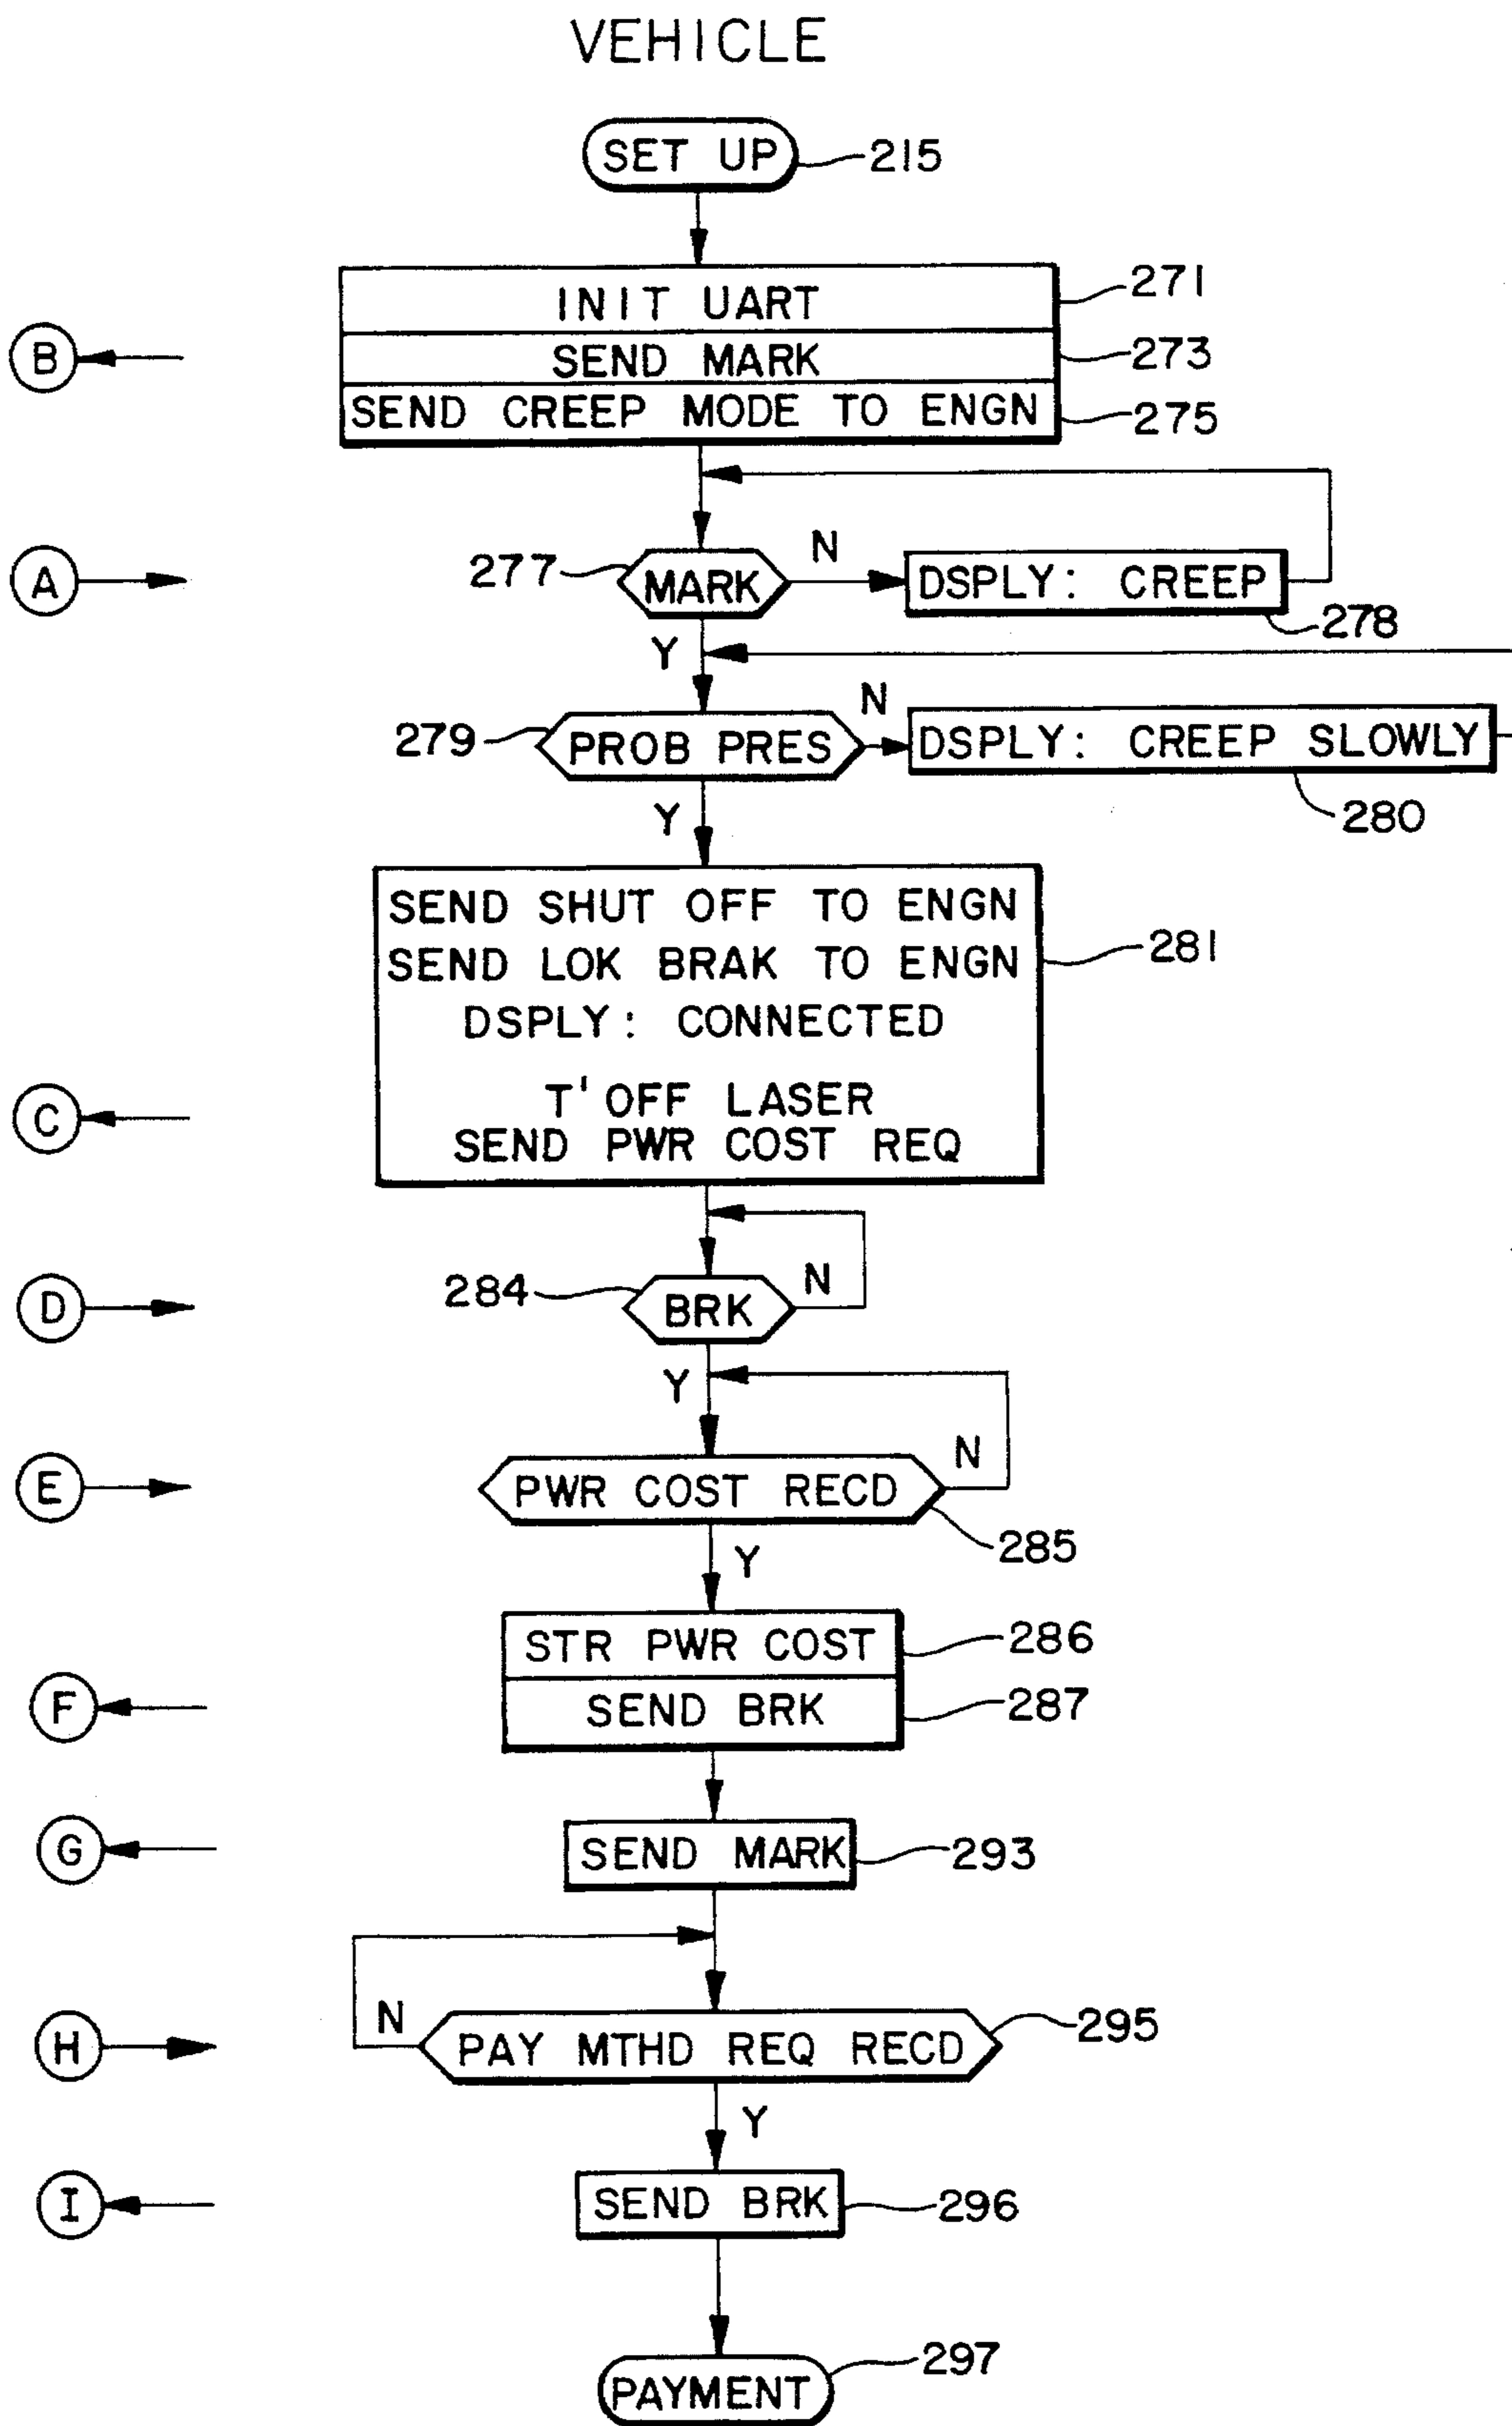 VEHICLE
SET UP
215
INIT UART
271
B
SEND MARK
273
SEND CREEP MODE TO ENGN
275
A
277
MARK
N
DSPLY: CREEP
278
Y
279
PROB PRES
N
DSPLY: CREEP SLOWLY
280
Y
SEND SHUT OFF TO ENGN
SEND LOK BRAK TO ENGN
281
DSPLY: CONNECTED
C
T'OFF LASER
SEND PWR COST REQ
D
284
BRK
N
Y
E
PWR COST RECD
N
285
Y
STR PWR COST
286
F
SEND BRK
287
G
SEND MARK
293
H
N
PAY MTHD REQ RECD
295
Y
I
SEND BRK
296
PAYMENT
297